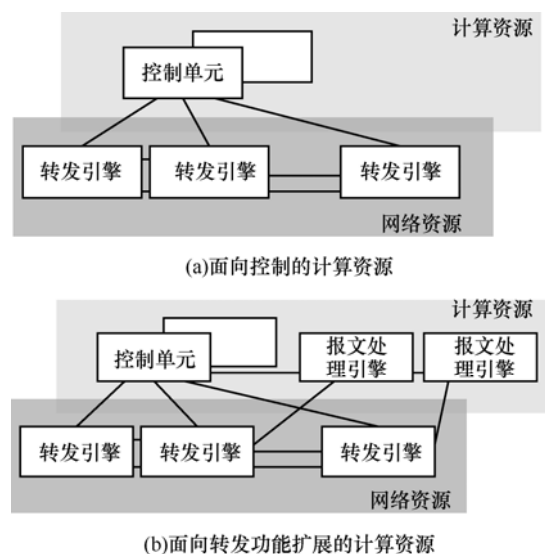 计算资源
控制单元
转发引擎
转发引擎
转发引擎
网络资源
(a)面向控制的计算资源
计算资源
控制单元
报文处
理引擎
报文处
理引擎
转发引擎
转发引擎
转发引擎
网络资源
(b)面向转发功能扩展的计算资源